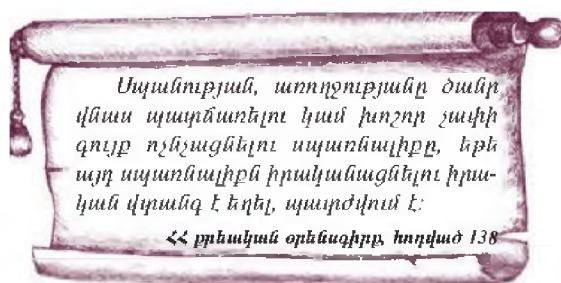 Սպանության, առողջությանը ծանր
վնաս պատճառելու կամ խոշոր չափի
գույք ոչնչացնելու սպառնալիքը, եթե
այդ սպառնալիքն իրականացնելու իրա-
կան վտանգ է եղել, պատժվում է:
ՀՀ քրեական օրենսգիրք, հոդված 138